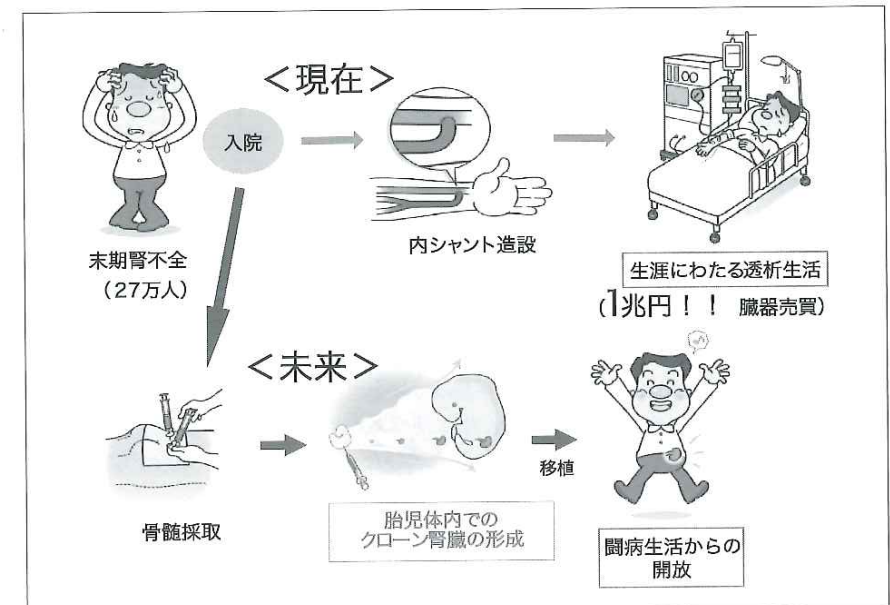 <現在>
入院
末期腎不全
(27万人)
内シャント造設
生涯にわたる透析生活
(1兆円!! 臓器売買)
<未来>
骨髄採取
胎児体内での
クローン腎臓の形成
移植
闘病生活からの
開放